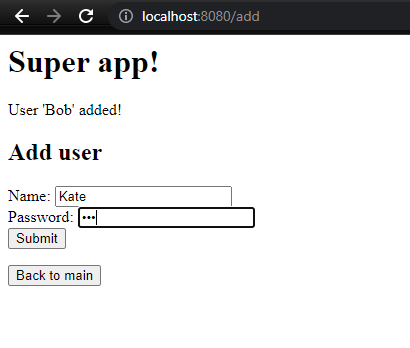 localhost:8080/add
Super app!
User 'Bob' added!
Add user
Name: Kate
Password: •••
Submit
Back to main